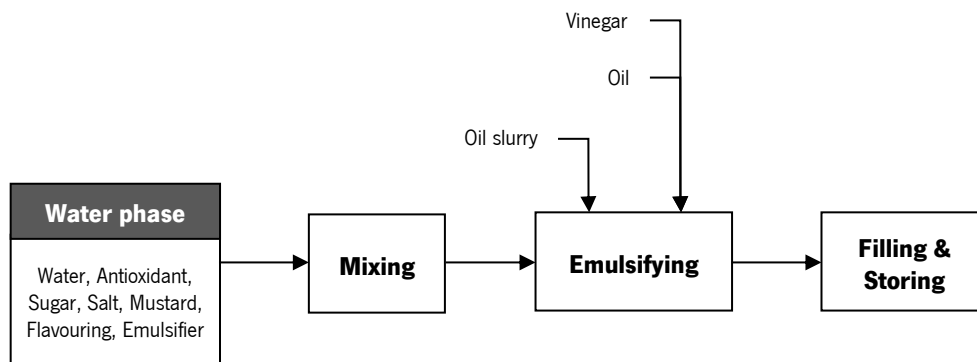 Vinegar
Oil
Oil slurry
Water phase
Water, Antioxidant,
Sugar, Salt, Mustard,
Flavouring, Emulsifier
Mixing
Emulsifying
Filling &
Storing